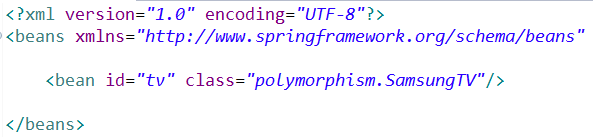 <?xml version="1.0" encoding="UTF-8"?>
<beans xmlns="http://www.springframework.org/schema/beans"
<bean id="tv" class="polymorphism.SamsungTV"/>
</beans>